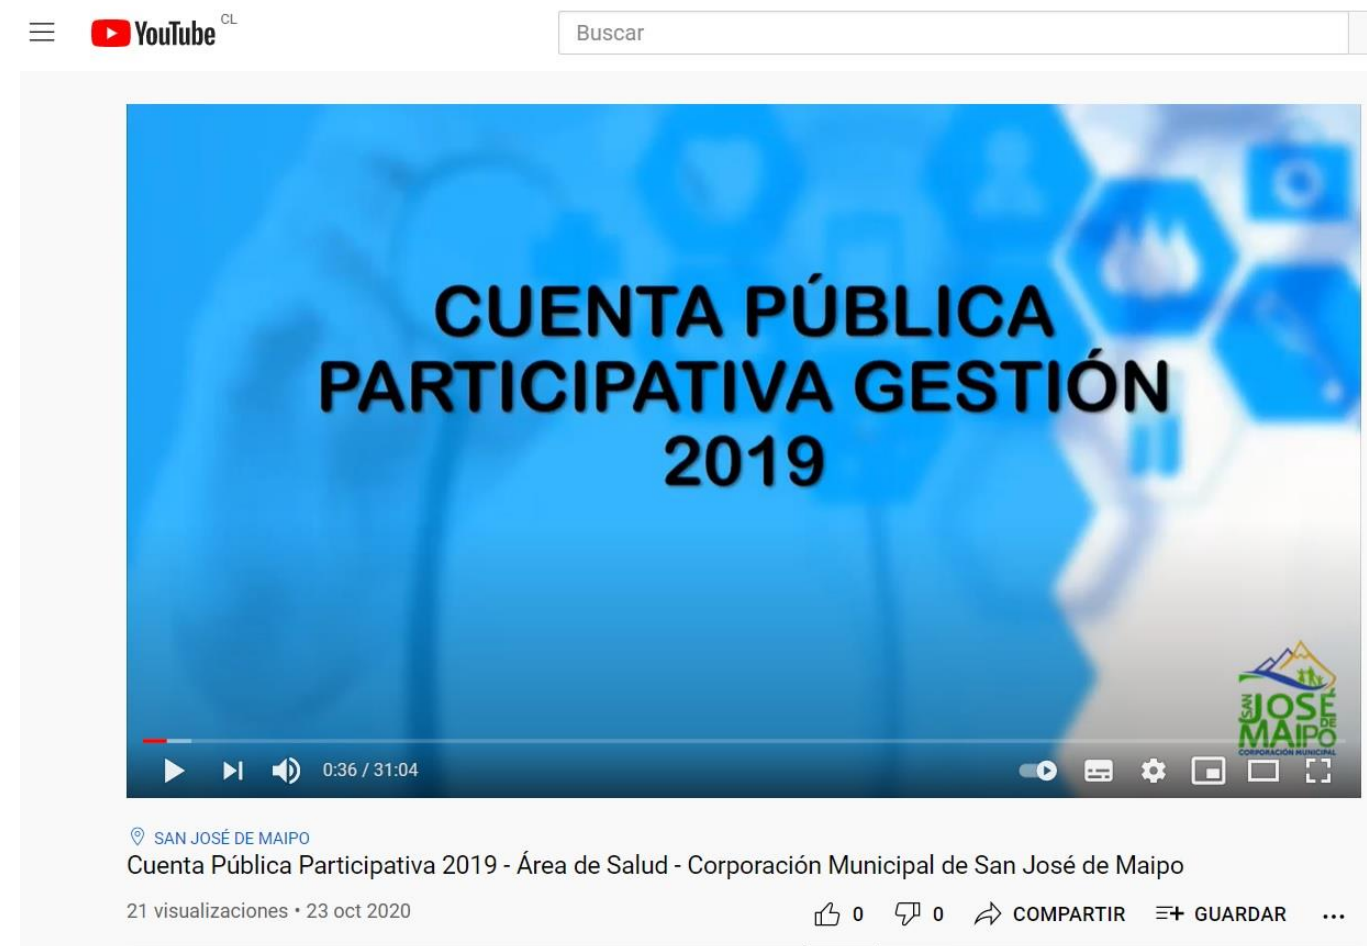 YouTube CL
Buscar
CUENTA PÚBLICA
PARTICIPATIVA GESTIÓN
2019
SAN
JOSÉ
DE
MAIPO
CORPORACIÓN MUNICIPAL
0:36 / 31:04
SAN JOSÉ DE MAIPO
Cuenta Pública Participativa 2019 - Área de Salud - Corporación Municipal de San José de Maipo
21 visualizaciones • 23 oct 2020
0 0 COMPARTIR GUARDAR ...